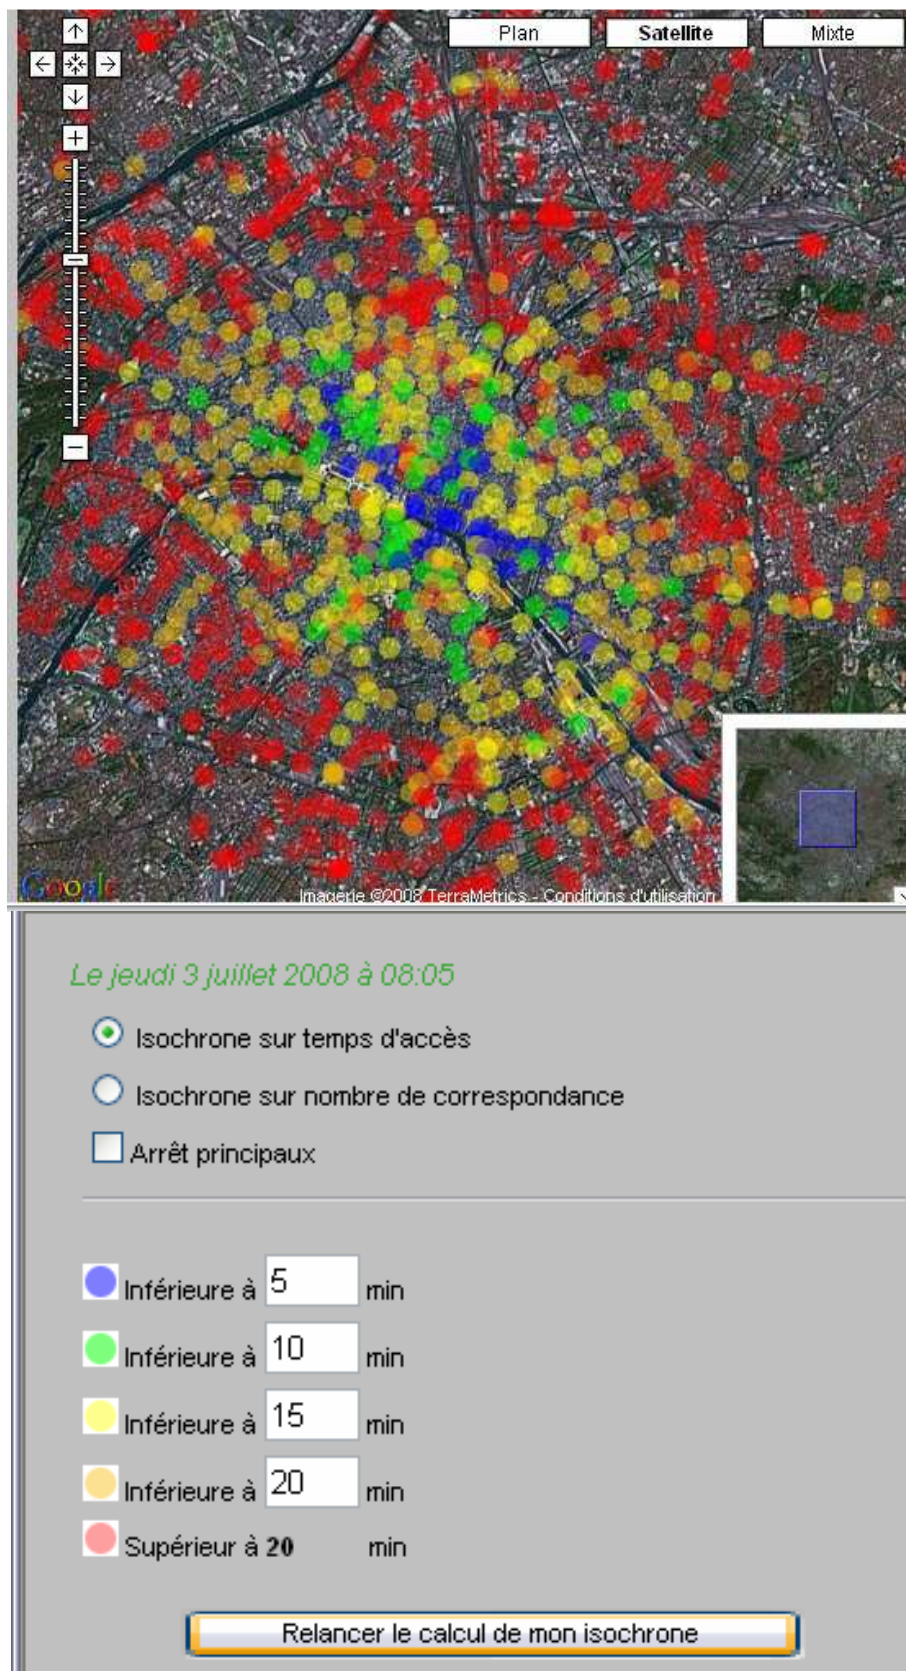 Plan
Satellite
Mixte
Google
Imagerie ©2008 TerraMetrics - Conditions d'utilisation
Le jeudi 3 juillet 2008 à 08:05
Isochrone sur temps d'accès
Isochrone sur nombre de correspondance
Arrêt principaux
Inférieure à 5 min
Inférieure à 10 min
Inférieure à 15 min
Inférieure à 20 min
Supérieur à 20 min
Relancer le calcul de mon isochrone